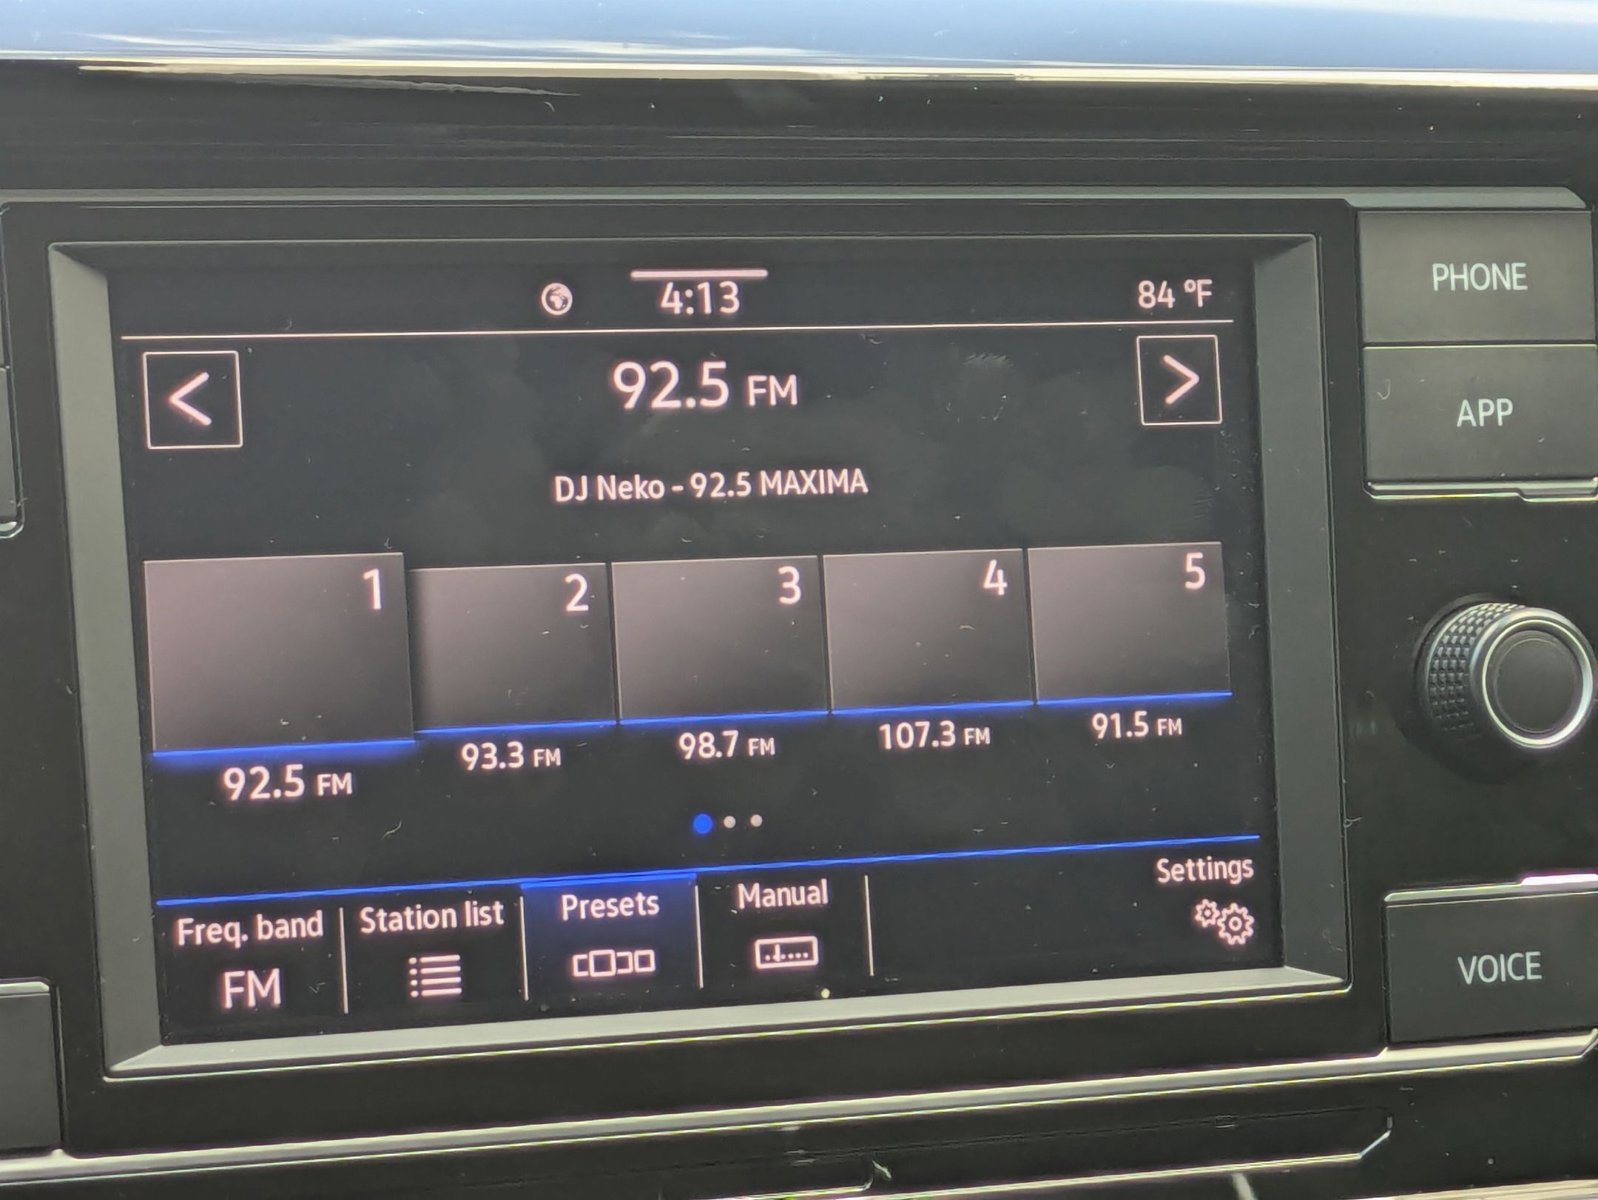 4:13
84 °F
PHONE
<
92.5 FM
>
APP
DJ Neko - 92.5 MAXIMA
1
2
3
4
5
92.5 FM
93.3 FM
98.7 FM
107.3 FM
91.5 FM
Freq. band
FM
Station list
Presets
Manual
Settings
VOICE